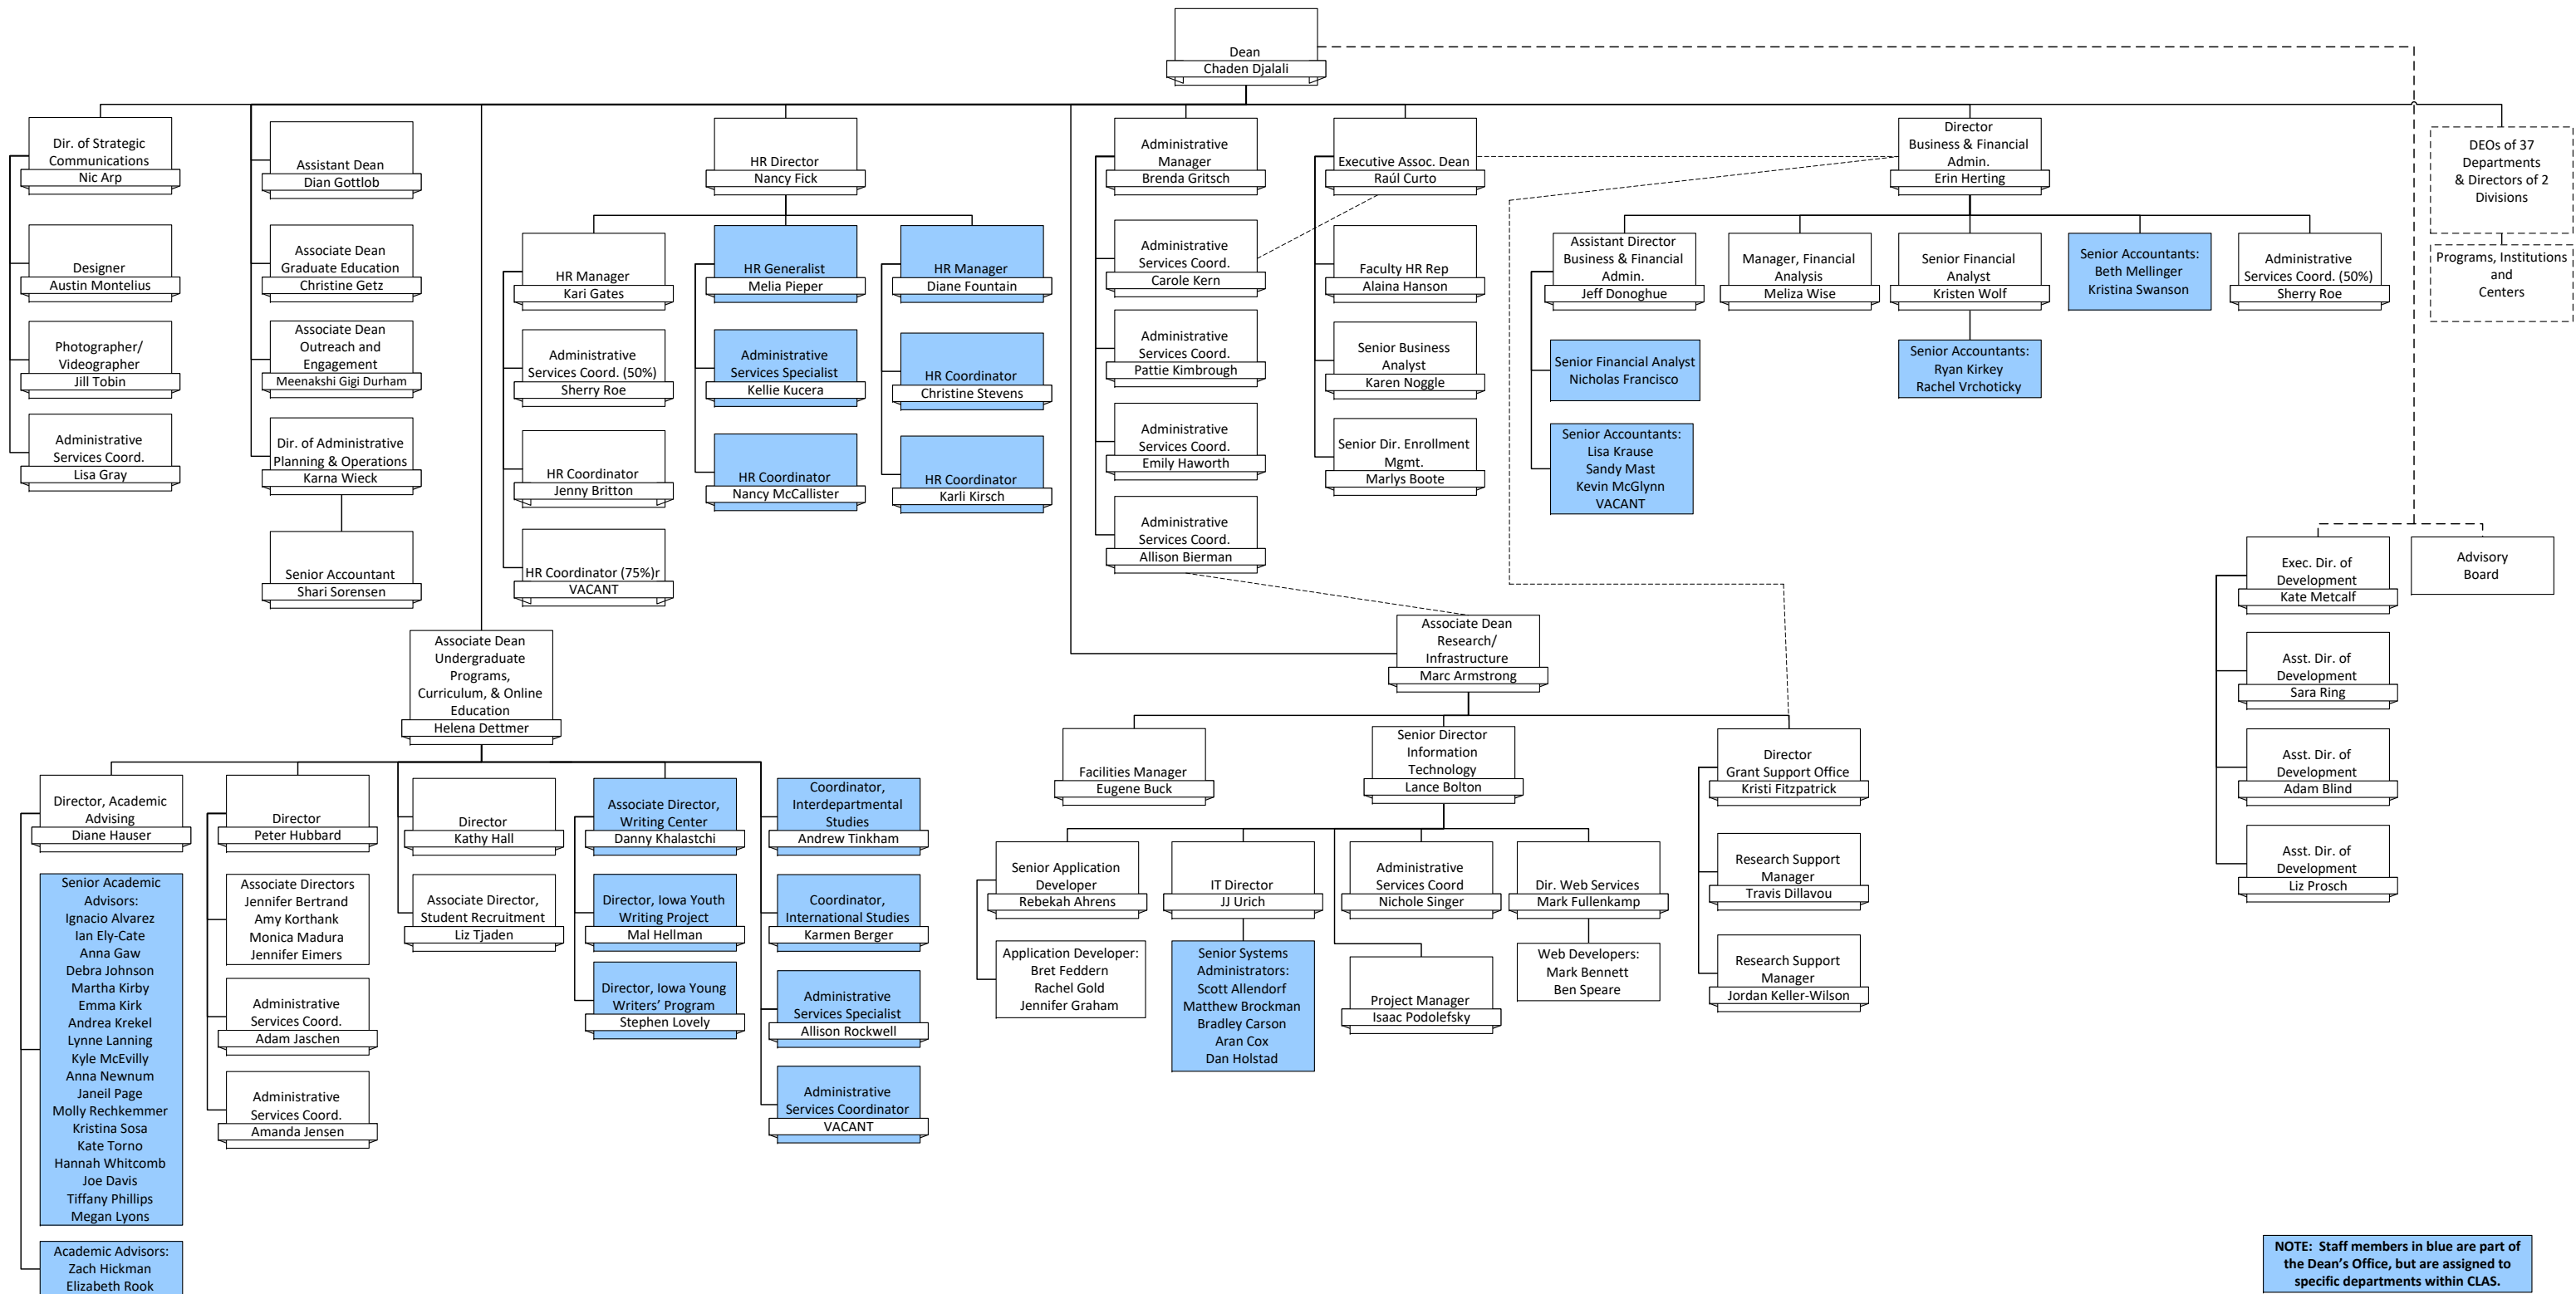 Dean
Chaden Djalali
Dir. of Strategic
Communications
Nic Arp
Designer
Austin Montelius
Photographer/
Videographer
Jill Tobin
Administrative
Services Coord.
Lisa Gray
Assistant Dean
Dian Gottlob
Associate Dean
Graduate Education
Christine Getz
Associate Dean
Outreach and
Engagement
Meenakshi Gigi Durham
Dir. of Administrative
Planning & Operations
Karna Wieck
Senior Accountant
Shari Sorensen
HR Director
Nancy Fick
HR Manager
Kari Gates
Administrative
Services Coord. (50%)
Sherry Roe
HR Coordinator
Jenny Britton
HR Coordinator (75%)r
VACANT
HR Generalist
Melia Pieper
Administrative
Services Specialist
Kellie Kucera
HR Coordinator
Nancy McCallister
HR Manager
Diane Fountain
HR Coordinator
Christine Stevens
HR Coordinator
Karli Kirsch
Administrative
Manager
Brenda Gritsch
Administrative
Services Coord.
Carole Kern
Administrative
Services Coord.
Pattie Kimbrough
Administrative
Services Coord.
Emily Haworth
Administrative
Services Coord.
Allison Bierman
Executive Assoc. Dean
Raúl Curto
Faculty HR Rep
Alaina Hanson
Senior Business
Analyst
Karen Noggle
Senior Dir. Enrollment
Mgmt.
Marlys Boote
Director
Business & Financial
Admin.
Erin Herting
Assistant Director
Business & Financial
Admin.
Jeff Donoghue
Senior Financial Analyst
Nicholas Francisco
Senior Accountants:
Lisa Krause
Sandy Mast
Kevin McGlynn
VACANT
Manager, Financial
Analysis
Meliza Wise
Senior Financial
Analyst
Kristen Wolf
Senior Accountants:
Ryan Kirkey
Rachel Vrchoticky
Senior Accountants:
Beth Mellinger
Kristina Swanson
Administrative
Services Coord. (50%)
Sherry Roe
DEOs of 37
Departments
& Directors of 2
Divisions
Programs, Institutions
and
Centers
Exec. Dir. of
Development
Kate Metcalf
Advisory
Board
Asst. Dir. of
Development
Sara Ring
Asst. Dir. of
Development
Adam Blind
Asst. Dir. of
Development
Liz Prosch
Associate Dean
Undergraduate
Programs,
Curriculum, & Online
Education
Helena Dettmer
Director, Academic
Advising
Diane Hauser
Senior Academic
Advisors:
Ignacio Alvarez
Ian Ely-Cate
Anna Gaw
Debra Johnson
Martha Kirby
Emma Kirk
Andrea Krekel
Lynne Lanning
Kyle McEvilly
Anna Newnum
Janeil Page
Molly Rechkemmer
Kristina Sosa
Kate Torno
Hannah Whitcomb
Joe Davis
Tiffany Phillips
Megan Lyons
Academic Advisors:
Zach Hickman
Elizabeth Rook
Director
Peter Hubbard
Associate Directors
Jennifer Bertrand
Amy Korthank
Monica Madura
Jennifer Eimers
Administrative
Services Coord.
Adam Jaschen
Administrative
Services Coord.
Amanda Jensen
Director
Kathy Hall
Associate Director,
Student Recruitment
Liz Tjaden
Associate Director,
Writing Center
Danny Khalastchi
Director, Iowa Youth
Writing Project
Mal Hellman
Director, Iowa Young
Writers’ Program
Stephen Lovely
Coordinator,
Interdepartmental
Studies
Andrew Tinkham
Coordinator,
International Studies
Karmen Berger
Administrative
Services Specialist
Allison Rockwell
Administrative
Services Coordinator
VACANT
Associate Dean
Research/
Infrastructure
Marc Armstrong
Facilities Manager
Eugene Buck
Senior Director
Information
Technology
Lance Bolton
Senior Application
Developer
Rebekah Ahrens
Application Developer:
Bret Feddern
Rachel Gold
Jennifer Graham
IT Director
JJ Urich
Senior Systems
Administrators:
Scott Allendorf
Matthew Brockman
Bradley Carson
Aran Cox
Dan Holstad
Administrative
Services Coord
Nichole Singer
Project Manager
Isaac Podolefsky
Dir. Web Services
Mark Fullenkamp
Web Developers:
Mark Bennett
Ben Speare
Director
Grant Support Office
Kristi Fitzpatrick
Research Support
Manager
Travis Dillavou
Research Support
Manager
Jordan Keller-Wilson
NOTE: Staff members in blue are part of
the Dean’s Office, but are assigned to
specific departments within CLAS.